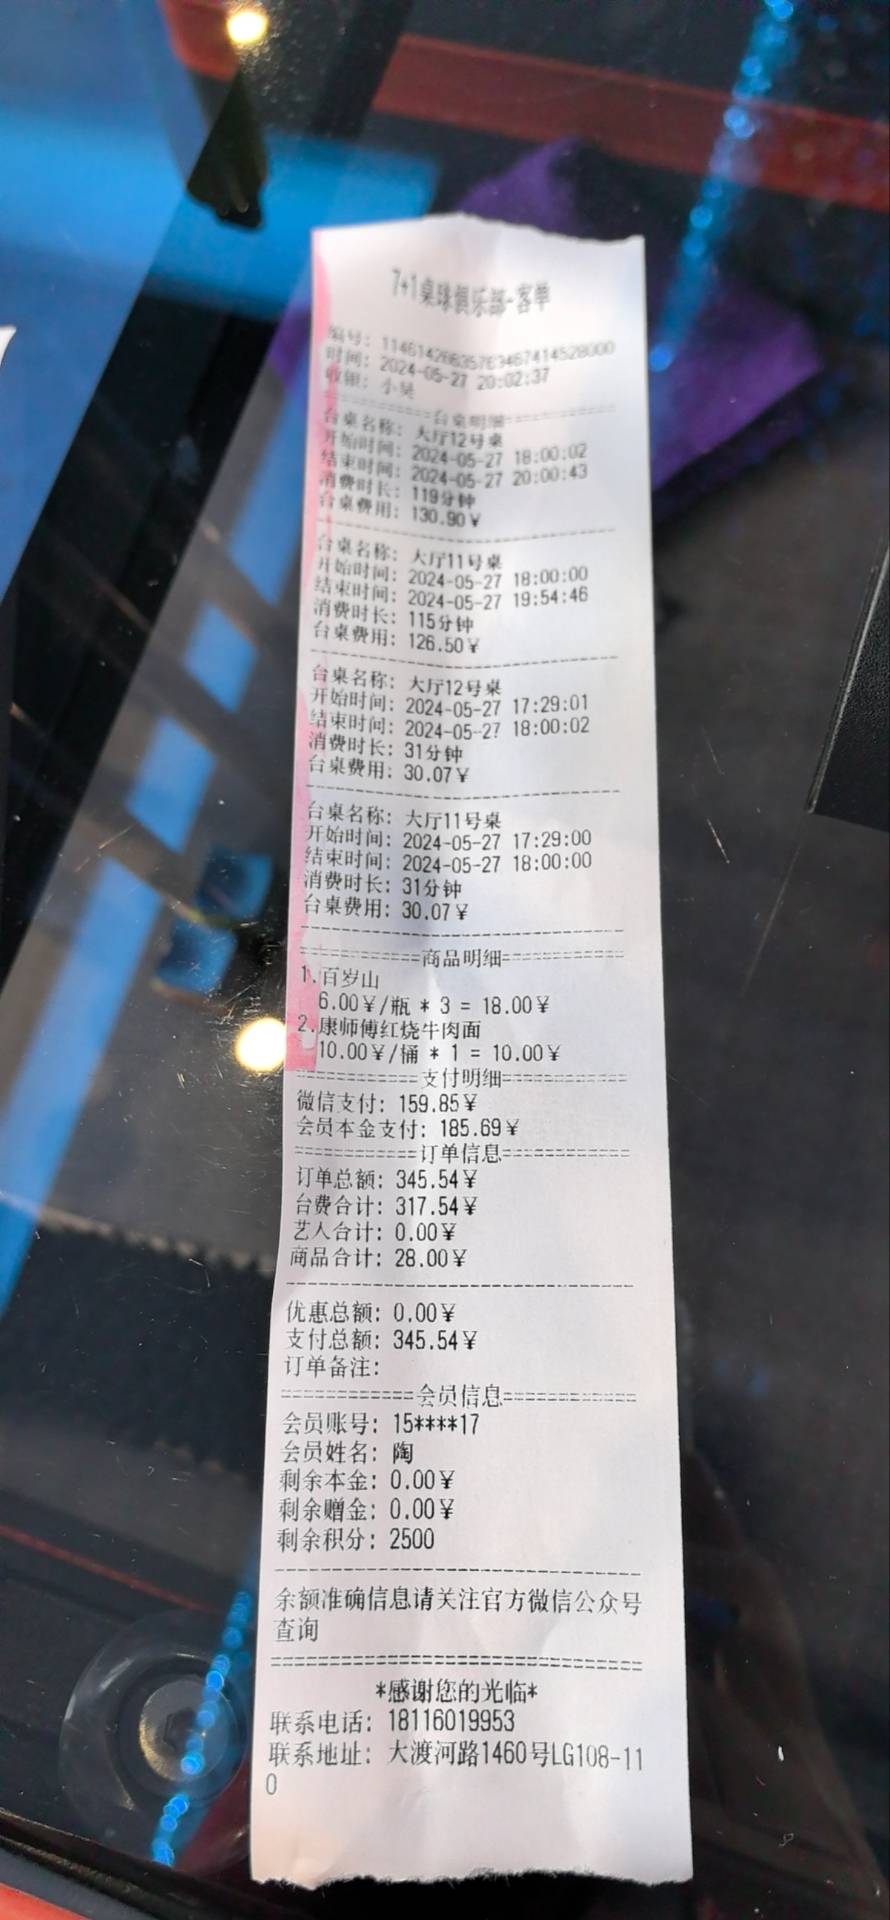 7+1桌球俱乐部-客单
时间: 2024-05-27 20:02:37
收银: 小吴
==========台桌明细==========
台桌名称: 大厅12号桌
开始时间: 2024-05-27 18:00:02
结束时间: 2024-05-27 20:00:43
消费时长: 119分钟
台桌费用: 130.90¥
台桌名称: 大厅11号桌
开始时间: 2024-05-27 18:00:00
结束时间: 2024-05-27 19:54:46
消费时长: 115分钟
台桌费用: 126.50¥
台桌名称: 大厅12号桌
开始时间: 2024-05-27 17:29:01
结束时间: 2024-05-27 18:00:02
消费时长: 31分钟
台桌费用: 30.07¥
台桌名称: 大厅11号桌
开始时间: 2024-05-27 17:29:00
结束时间: 2024-05-27 18:00:00
消费时长: 31分钟
台桌费用: 30.07¥
==========商品明细==========
1.百岁山
6.00¥/瓶 * 3 = 18.00¥
2.康师傅红烧牛肉面
10.00¥/桶 * 1 = 10.00¥
==========支付明细==========
微信支付: 159.85¥
会员本金支付: 185.69¥
==========订单信息==========
订单总额: 345.54¥
台费合计: 317.54¥
艺人合计: 0.00¥
商品合计: 28.00¥
优惠总额: 0.00¥
支付总额: 345.54¥
订单备注:
==========会员信息==========
会员账号: 15****17
会员姓名: 陶
剩余本金: 0.00¥
剩余赠金: 0.00¥
剩余积分: 2500
余额准确信息请关注官方微信公众号
查询
*感谢您的光临*
联系电话: 18116019953
联系地址: 大渡河路1460号LG108-11
0